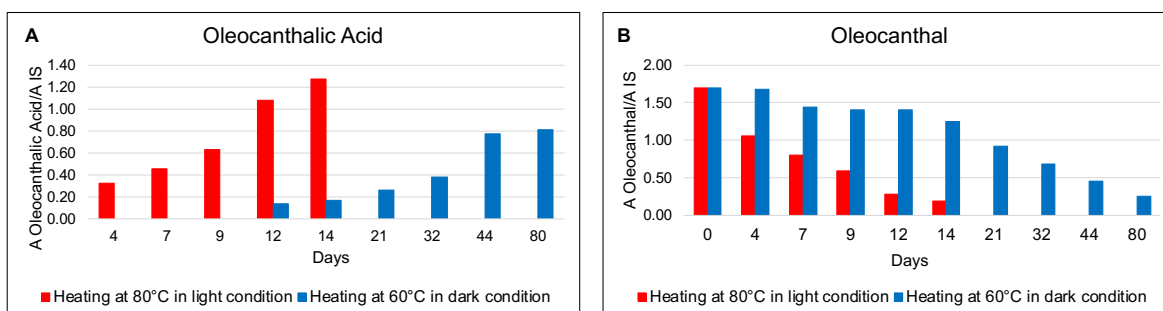 A
Oleocanthalic Acid
A Oleocanthalic Acid/A IS
1.40
1.20
1.00
0.80
0.60
0.40
0.20
0.00
4 7 9 12 14 21 32 44 80
Days
Heating at 80°C in light condition Heating at 60°C in dark condition
B
Oleocanthal
A Oleocanthal/A IS
2.00
1.50
1.00
0.50
0.00
0 4 7 9 12 14 21 32 44 80
Days
Heating at 80°C in light condition Heating at 60°C in dark condition